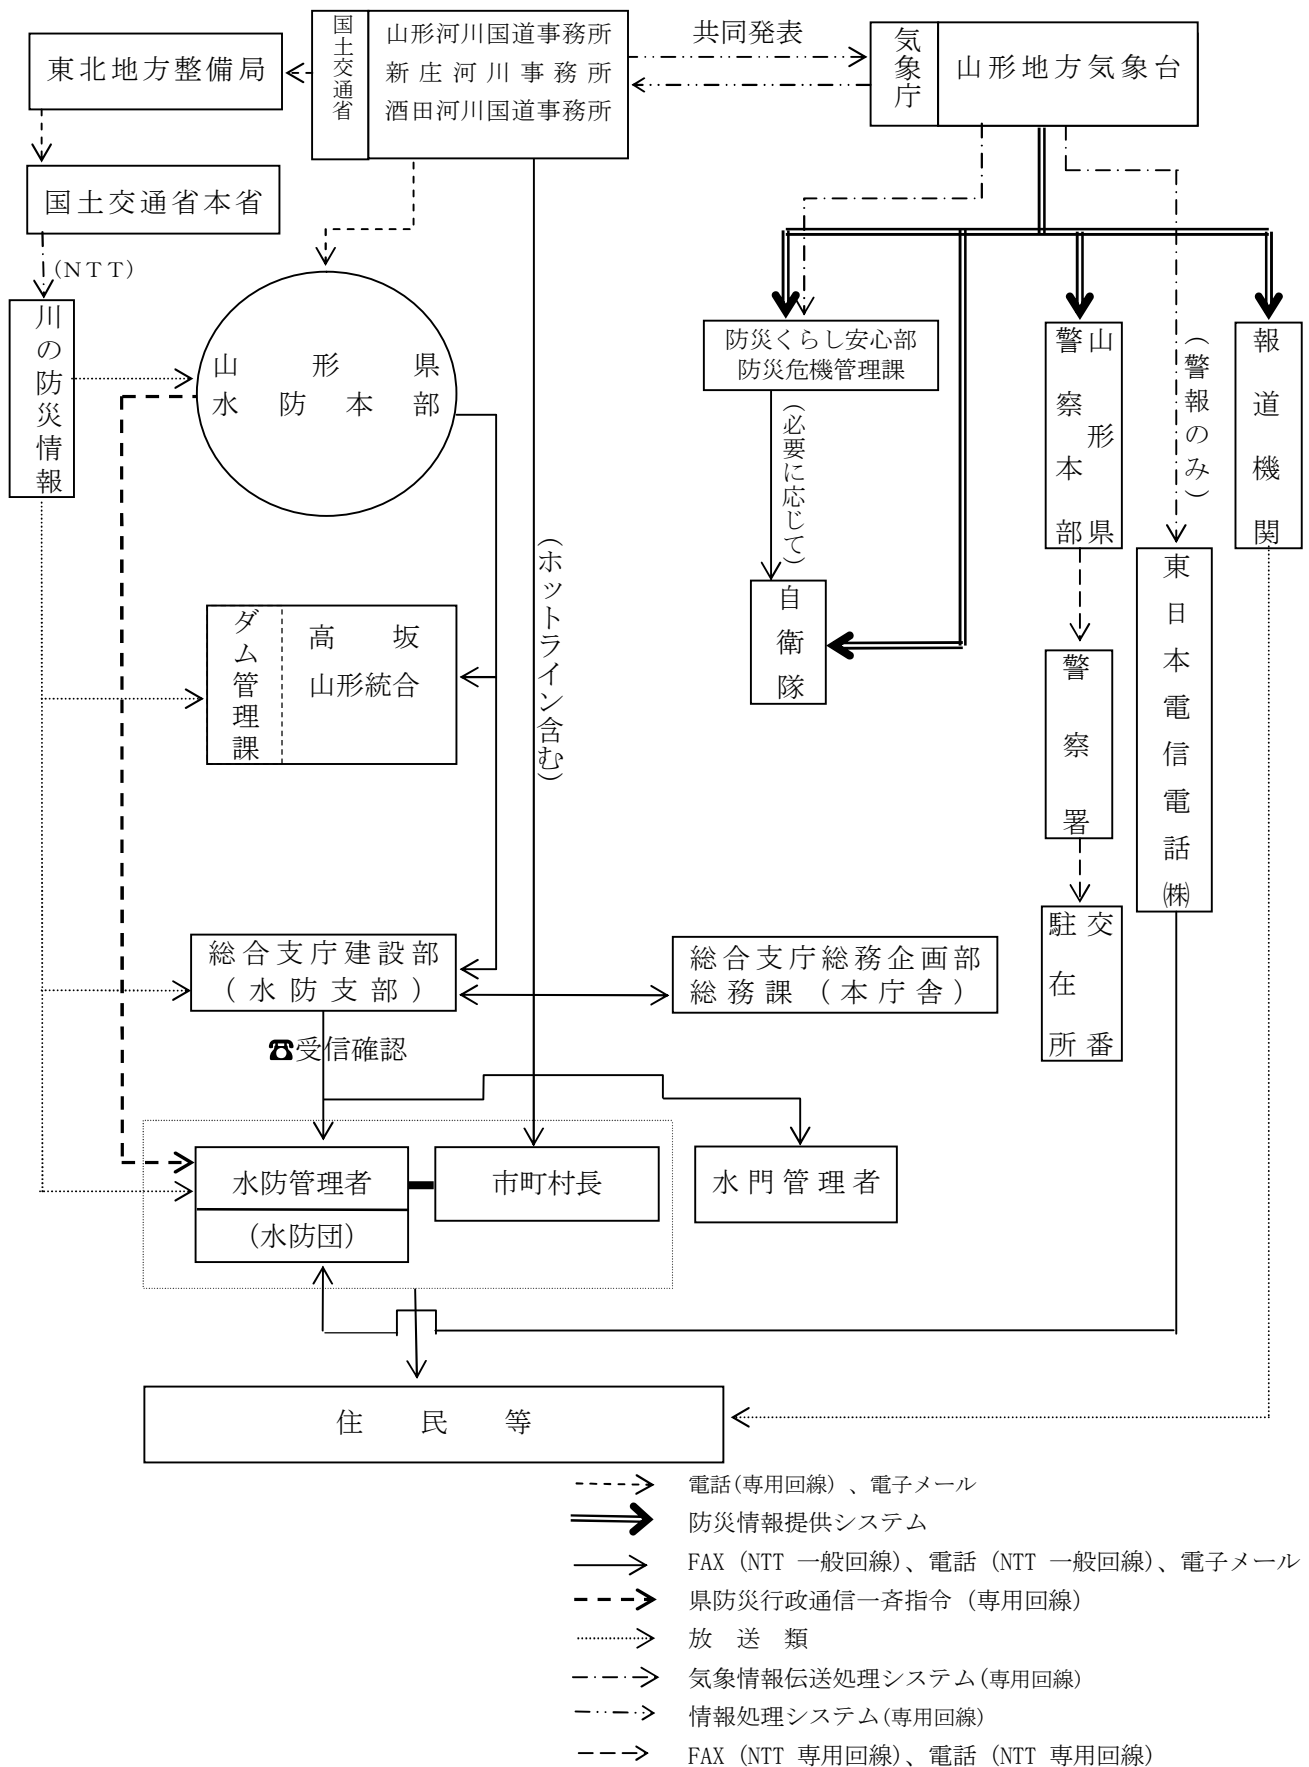 国土交通省
山形河川国道事務所
新庄河川事務所
酒田河川国道事務所
共同発表
気象庁
山形地方気象台
東北地方整備局
国土交通省本省
(ＮＴＴ)
川の防災情報
山形県
水防本部
防災くらし安心部
防災危機管理課
(必要に応じて)
自衛隊
山形県
警察本部
(警報のみ)
報道機関
東日本電信電話㈱
警察署
交番
駐在所
(ホットライン含む)
ダム管理課
高坂
山形統合
総合支庁建設部
(水防支部)
総合支庁総務企画部
総務課（本庁舎）
☎受信確認
水防管理者
(水防団)
市町村長
水門管理者
住民等
電話(専用回線)、電子メール
防災情報提供システム
FAX (NTT 一般回線)、電話 (NTT 一般回線)、電子メール
県防災行政通信一斉指令 (専用回線)
放 送 類
気象情報伝送処理システム(専用回線)
情報処理システム(専用回線)
FAX (NTT 専用回線)、電話 (NTT 専用回線)